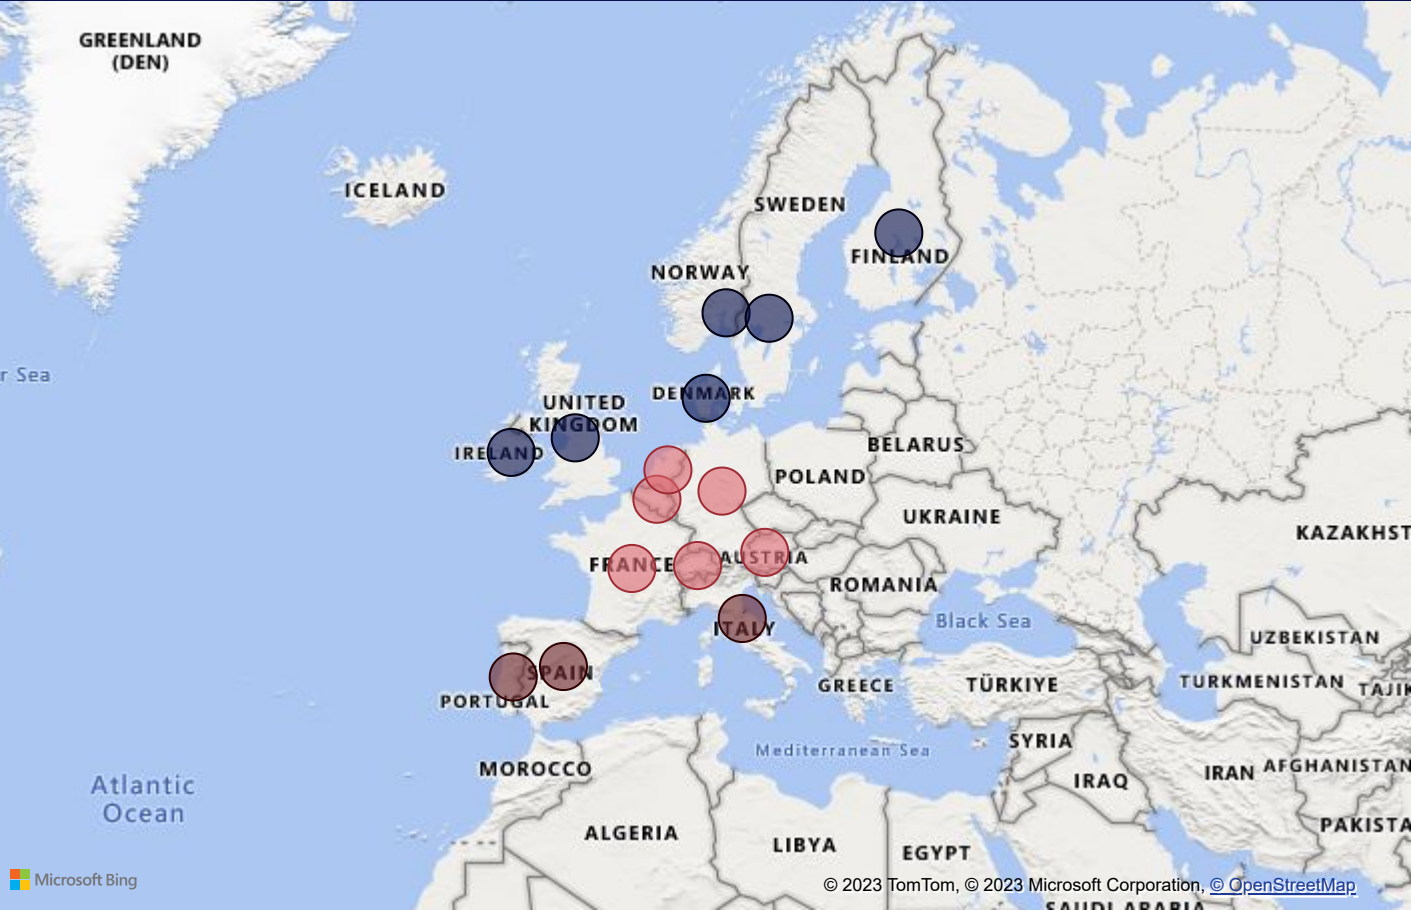 GREENLAND
(DEN)
ICELAND
SWEDEN
FINLAND
NORWAY
r Sea
DENMARK
UNITED
KINGDOM
IRELAND
BELARUS
POLAND
UKRAINE
KAZAKHST
FRANCE
AUSTRIA
ROMANIA
Black Sea
ITALY
UZBEKISTAN
SPAIN
PORTUGAL
GREECE
TÜRKIYE
TURKMENISTAN
TAJIK
SYRIA
Mediterranean Sea
MOROCCO
IRAQ
IRAN
AFGHANISTAN
Atlantic
Ocean
ALGERIA
LIBYA
EGYPT
PAKISTA
Microsoft Bing
© 2023 TomTom, © 2023 Microsoft Corporation, © OpenStreetMap
SAUDI ARABIA